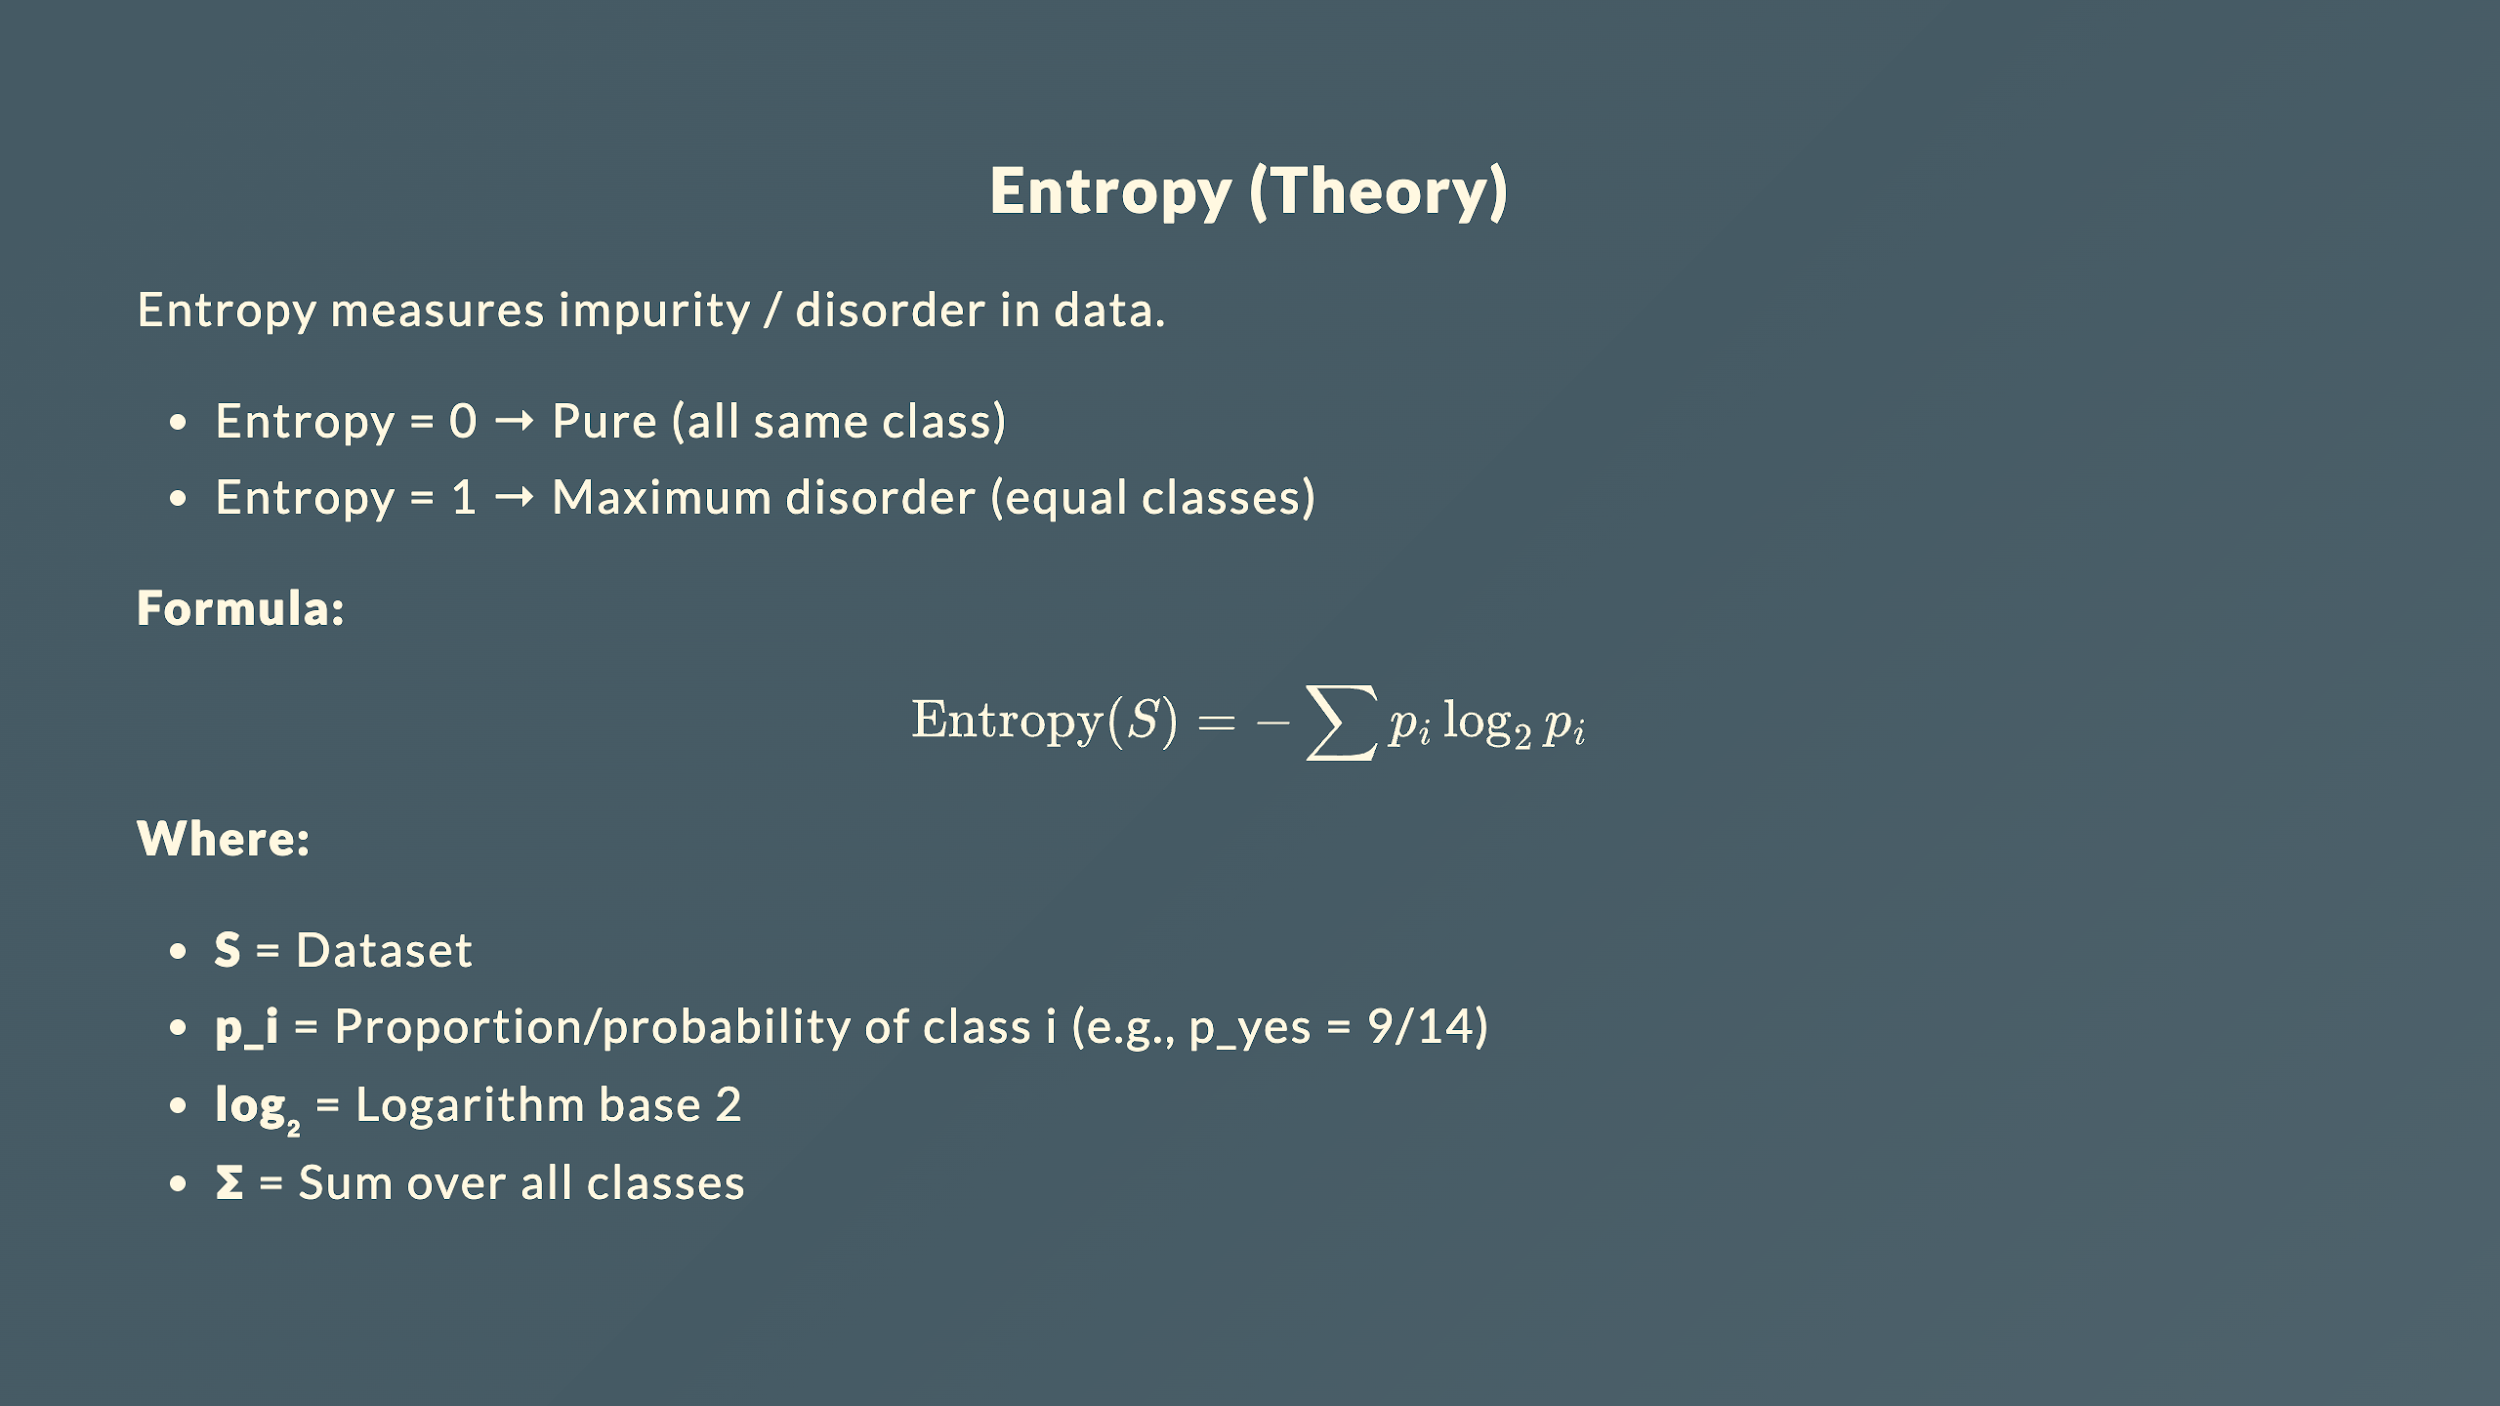 Entropy (Theory)
Entropy measures impurity / disorder in data.
• Entropy = 0 → Pure (all same class)
• Entropy = 1 → Maximum disorder (equal classes)
Formula:
Entropy(S) = − ∑ pᵢ log₂ pᵢ
Where:
• S = Dataset
• p_i = Proportion/probability of class i (e.g., p_yes = 9/14)
• log₂ = Logarithm base 2
• Σ = Sum over all classes